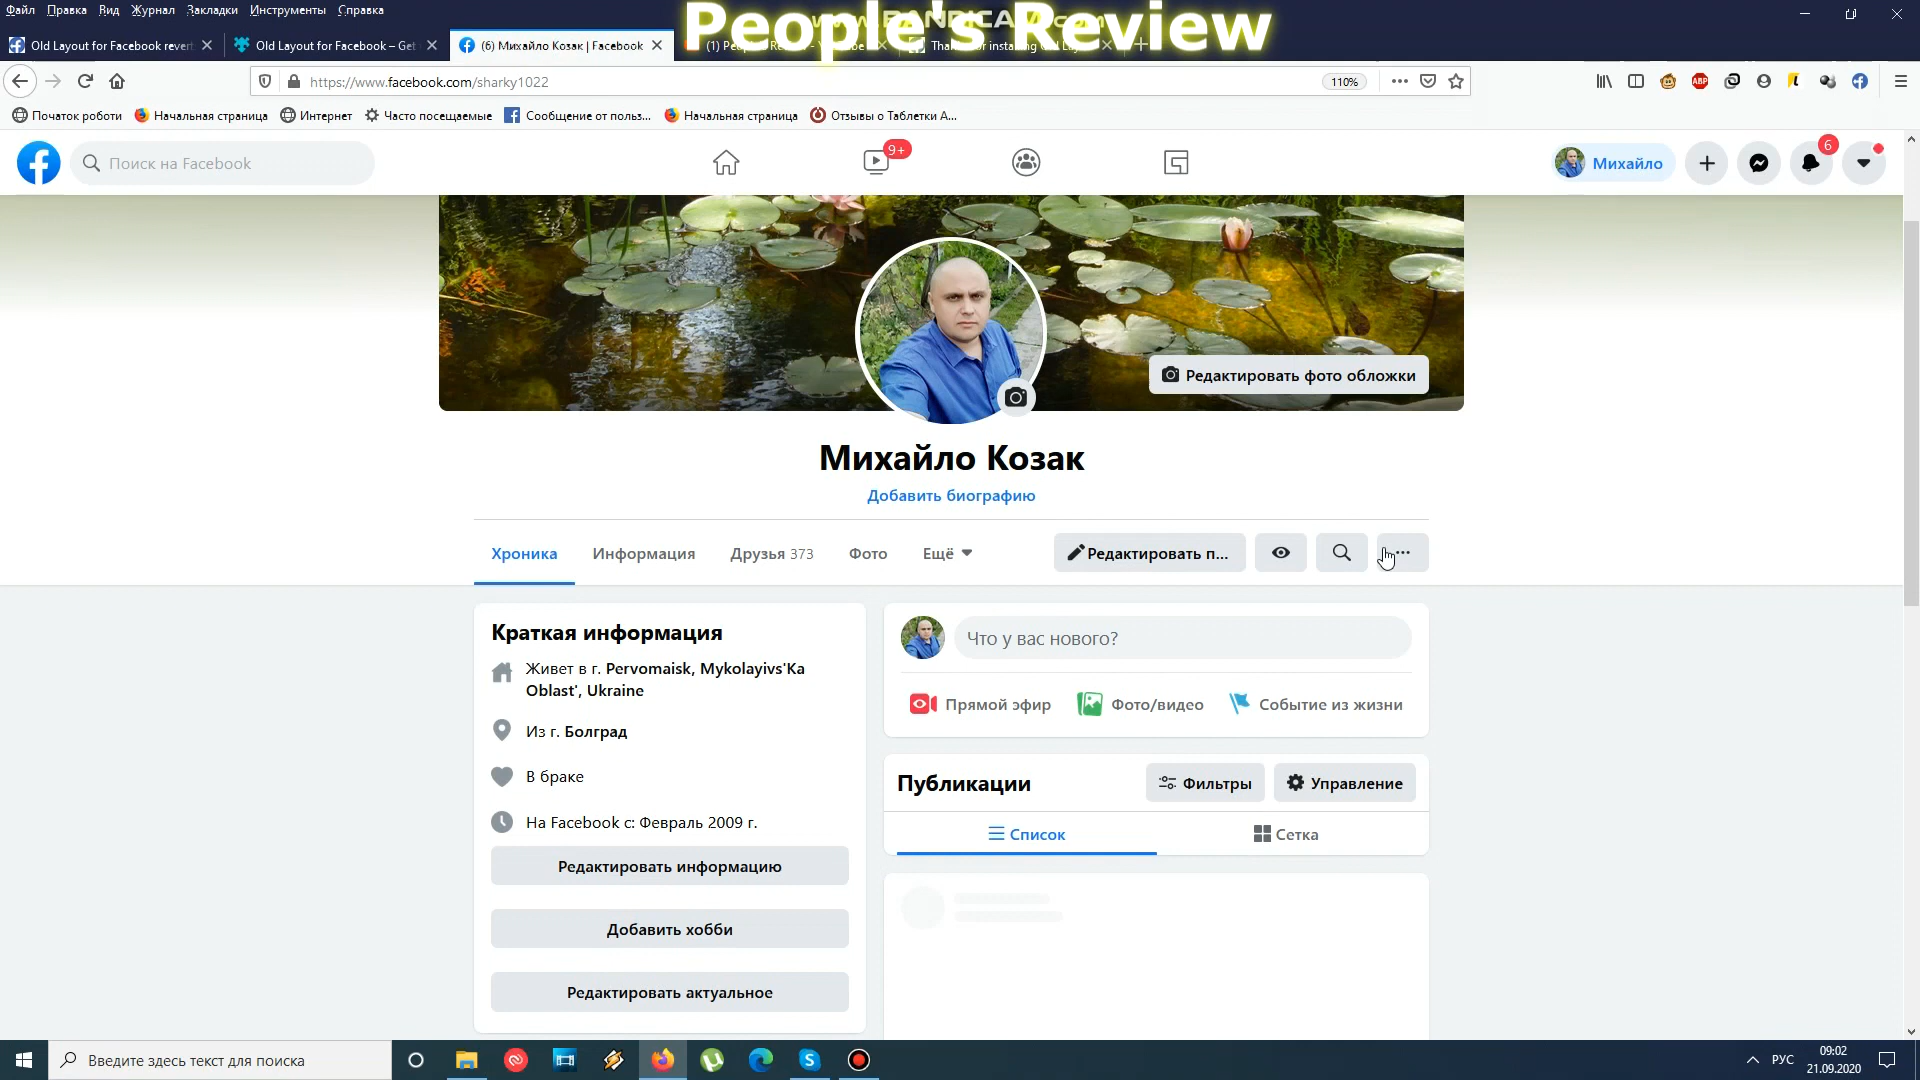 Файл Правка Вид Журнал Закладки Инструменты Справка
People's Review
Old Layout for Facebook revert
Old Layout for Facebook – Get
(6) Михайло Козак | Facebook
https://www.facebook.com/sharky1022
110%
Початок роботи
Начальная страница
Интернет
Часто посещаемые
Сообщение от польз...
Начальная страница
Отзывы о Таблетки А...
Поиск на Facebook
9+
Михайло
6
Редактировать фото обложки
Михайло Козак
Добавить биографию
Хроника
Информация
Друзья 373
Фото
Ещё
Редактировать п...
Краткая информация
Живет в г. Pervomaisk, Mykolayivs'Ka
Oblast', Ukraine
Из г. Болград
В браке
На Facebook с: Февраль 2009 г.
Редактировать информацию
Добавить хобби
Редактировать актуальное
Что у вас нового?
Прямой эфир
Фото/видео
Событие из жизни
Публикации
Фильтры
Управление
Список
Сетка
Введите здесь текст для поиска
РУС
09:02
21.09.2020